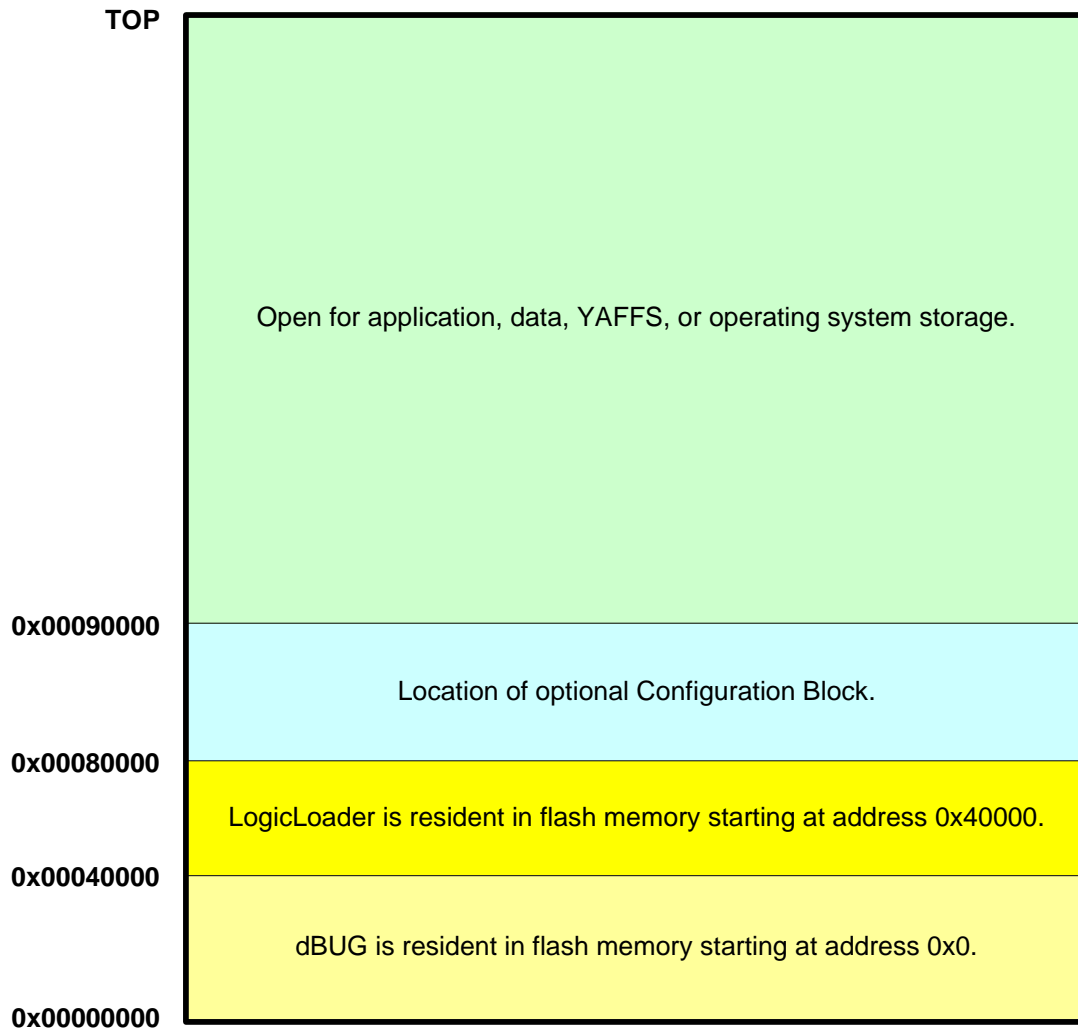 TOP
Open for application, data, YAFFS, or operating system storage.
0x00090000
Location of optional Configuration Block.
0x00080000
LogicLoader is resident in flash memory starting at address 0x40000.
0x00040000
dBUG is resident in flash memory starting at address 0x0.
0x00000000